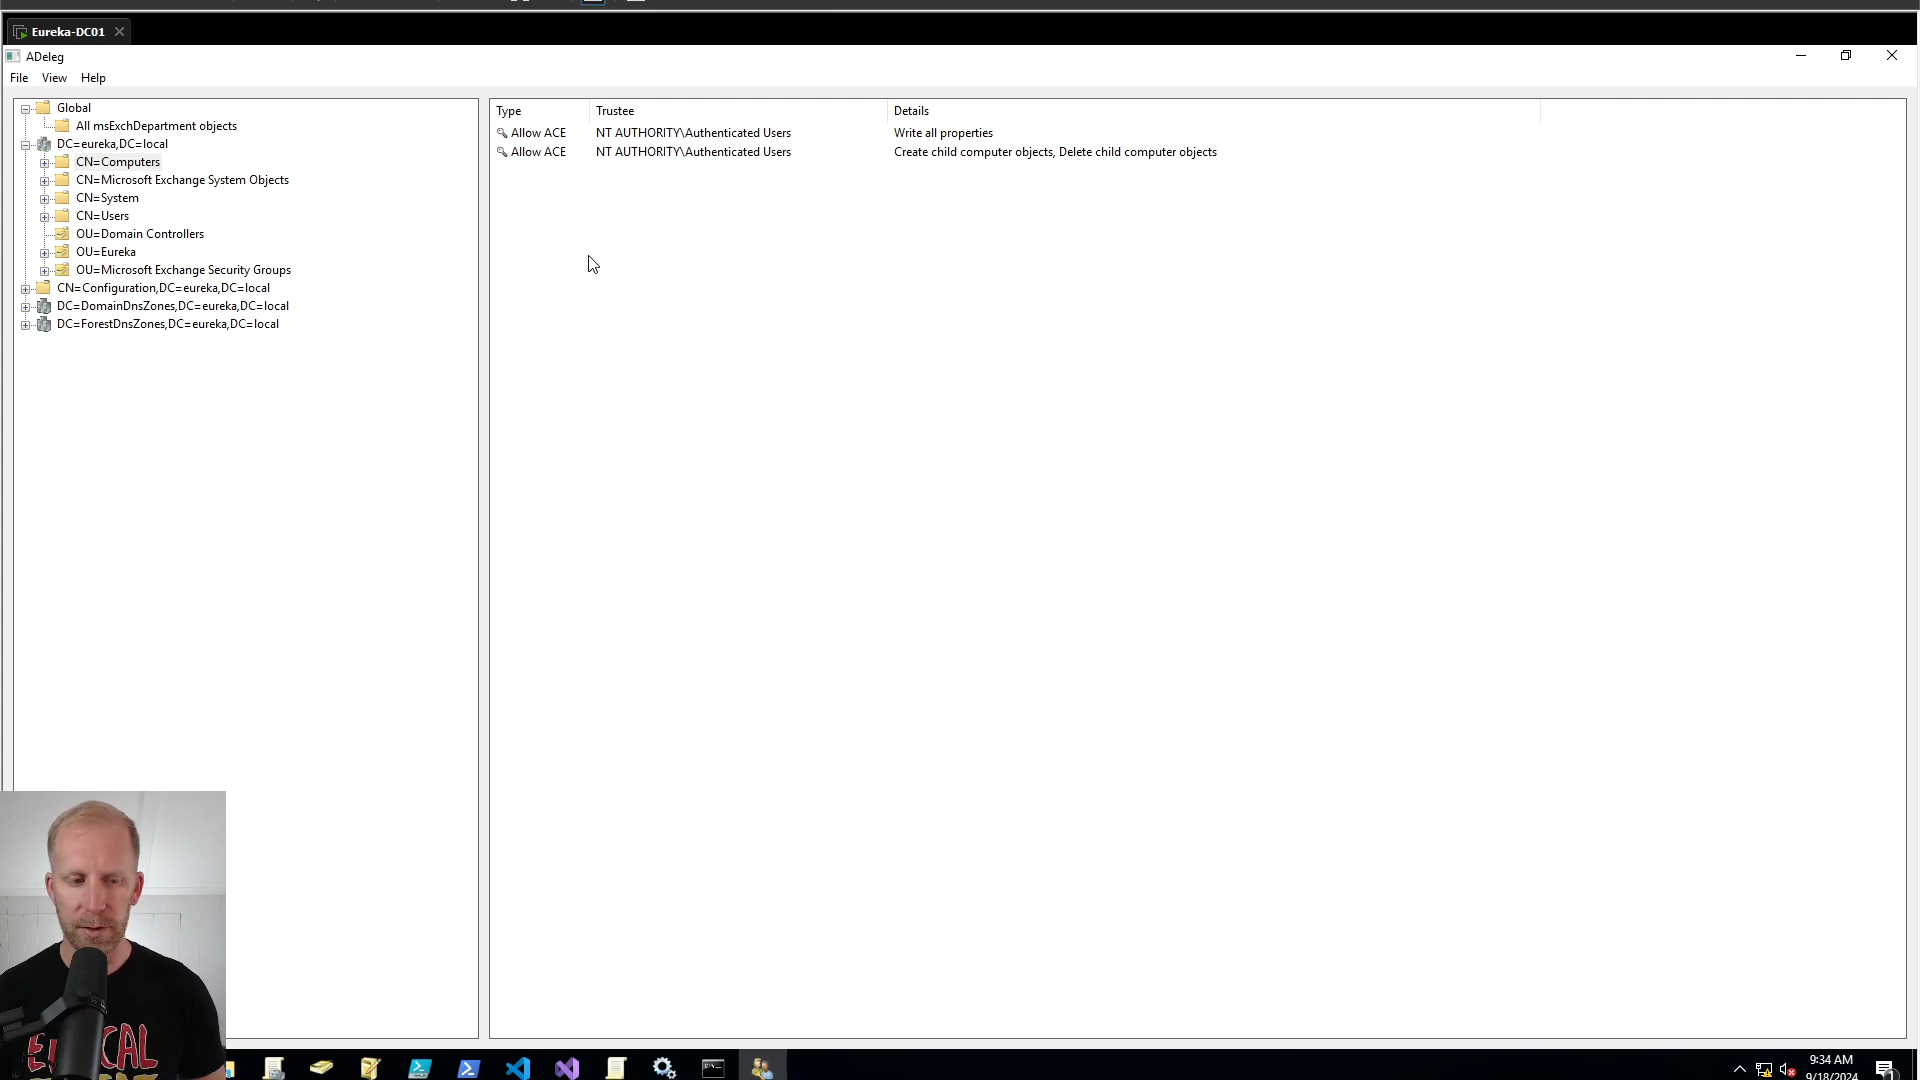 Eureka-DC01
ADeleg
File View Help
Global
All msExchDepartment objects
DC=eureka,DC=local
CN=Computers
CN=Microsoft Exchange System Objects
CN=System
CN=Users
OU=Domain Controllers
OU=Eureka
OU=Microsoft Exchange Security Groups
CN=Configuration,DC=eureka,DC=local
DC=DomainDnsZones,DC=eureka,DC=local
DC=ForestDnsZones,DC=eureka,DC=local
Type Trustee Details
Allow ACE NT AUTHORITY\Authenticated Users Write all properties
Allow ACE NT AUTHORITY\Authenticated Users Create child computer objects, Delete child computer objects
9:34 AM
9/18/2024
1